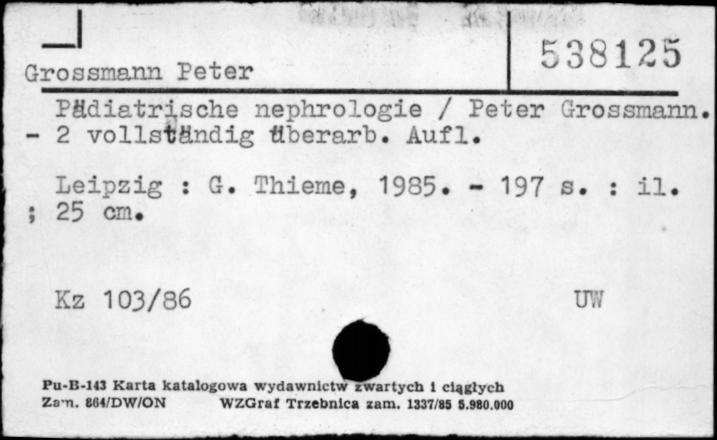 538125
Grossmann Peter
Pädiatrische nephrologie / Peter Grossmann.
- 2 vollständig überarb. Aufl.
Leipzig : G. Thieme, 1985. - 197 s. : il.
; 25 cm.
Kz 103/86 UW
Pu-B-143 Karta katalogowa wydawnictw zwartych i ciągłych
Zam. 864/DW/ON WZGraf Trzebnica zam. 1337/85 5.980.000